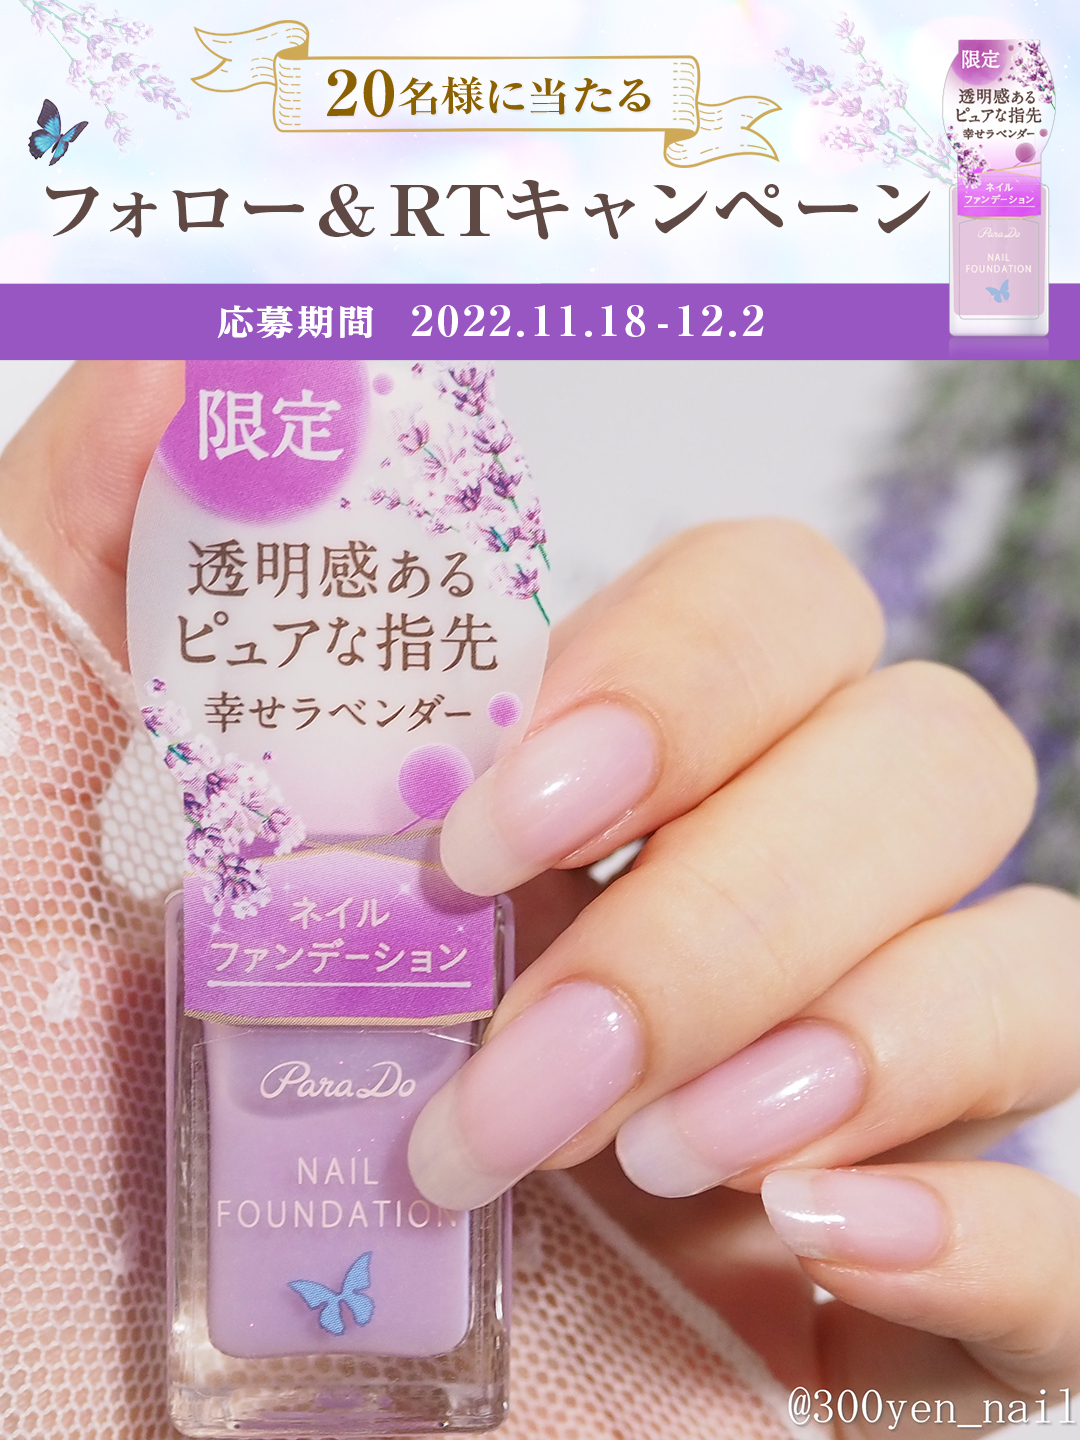 20名様に当たる
フォロー＆RTキャンペーン
応募期間 2022.11.18-12.2
限定
透明感ある
ピュアな指先
幸せラベンダー
ネイル
ファンデーション
Para Do
NAIL
FOUNDATION
限定
透明感ある
ピュアな指先
幸せラベンダー
ネイル
ファンデーション
Para Do
NAIL
FOUNDATION
@300yen_nail